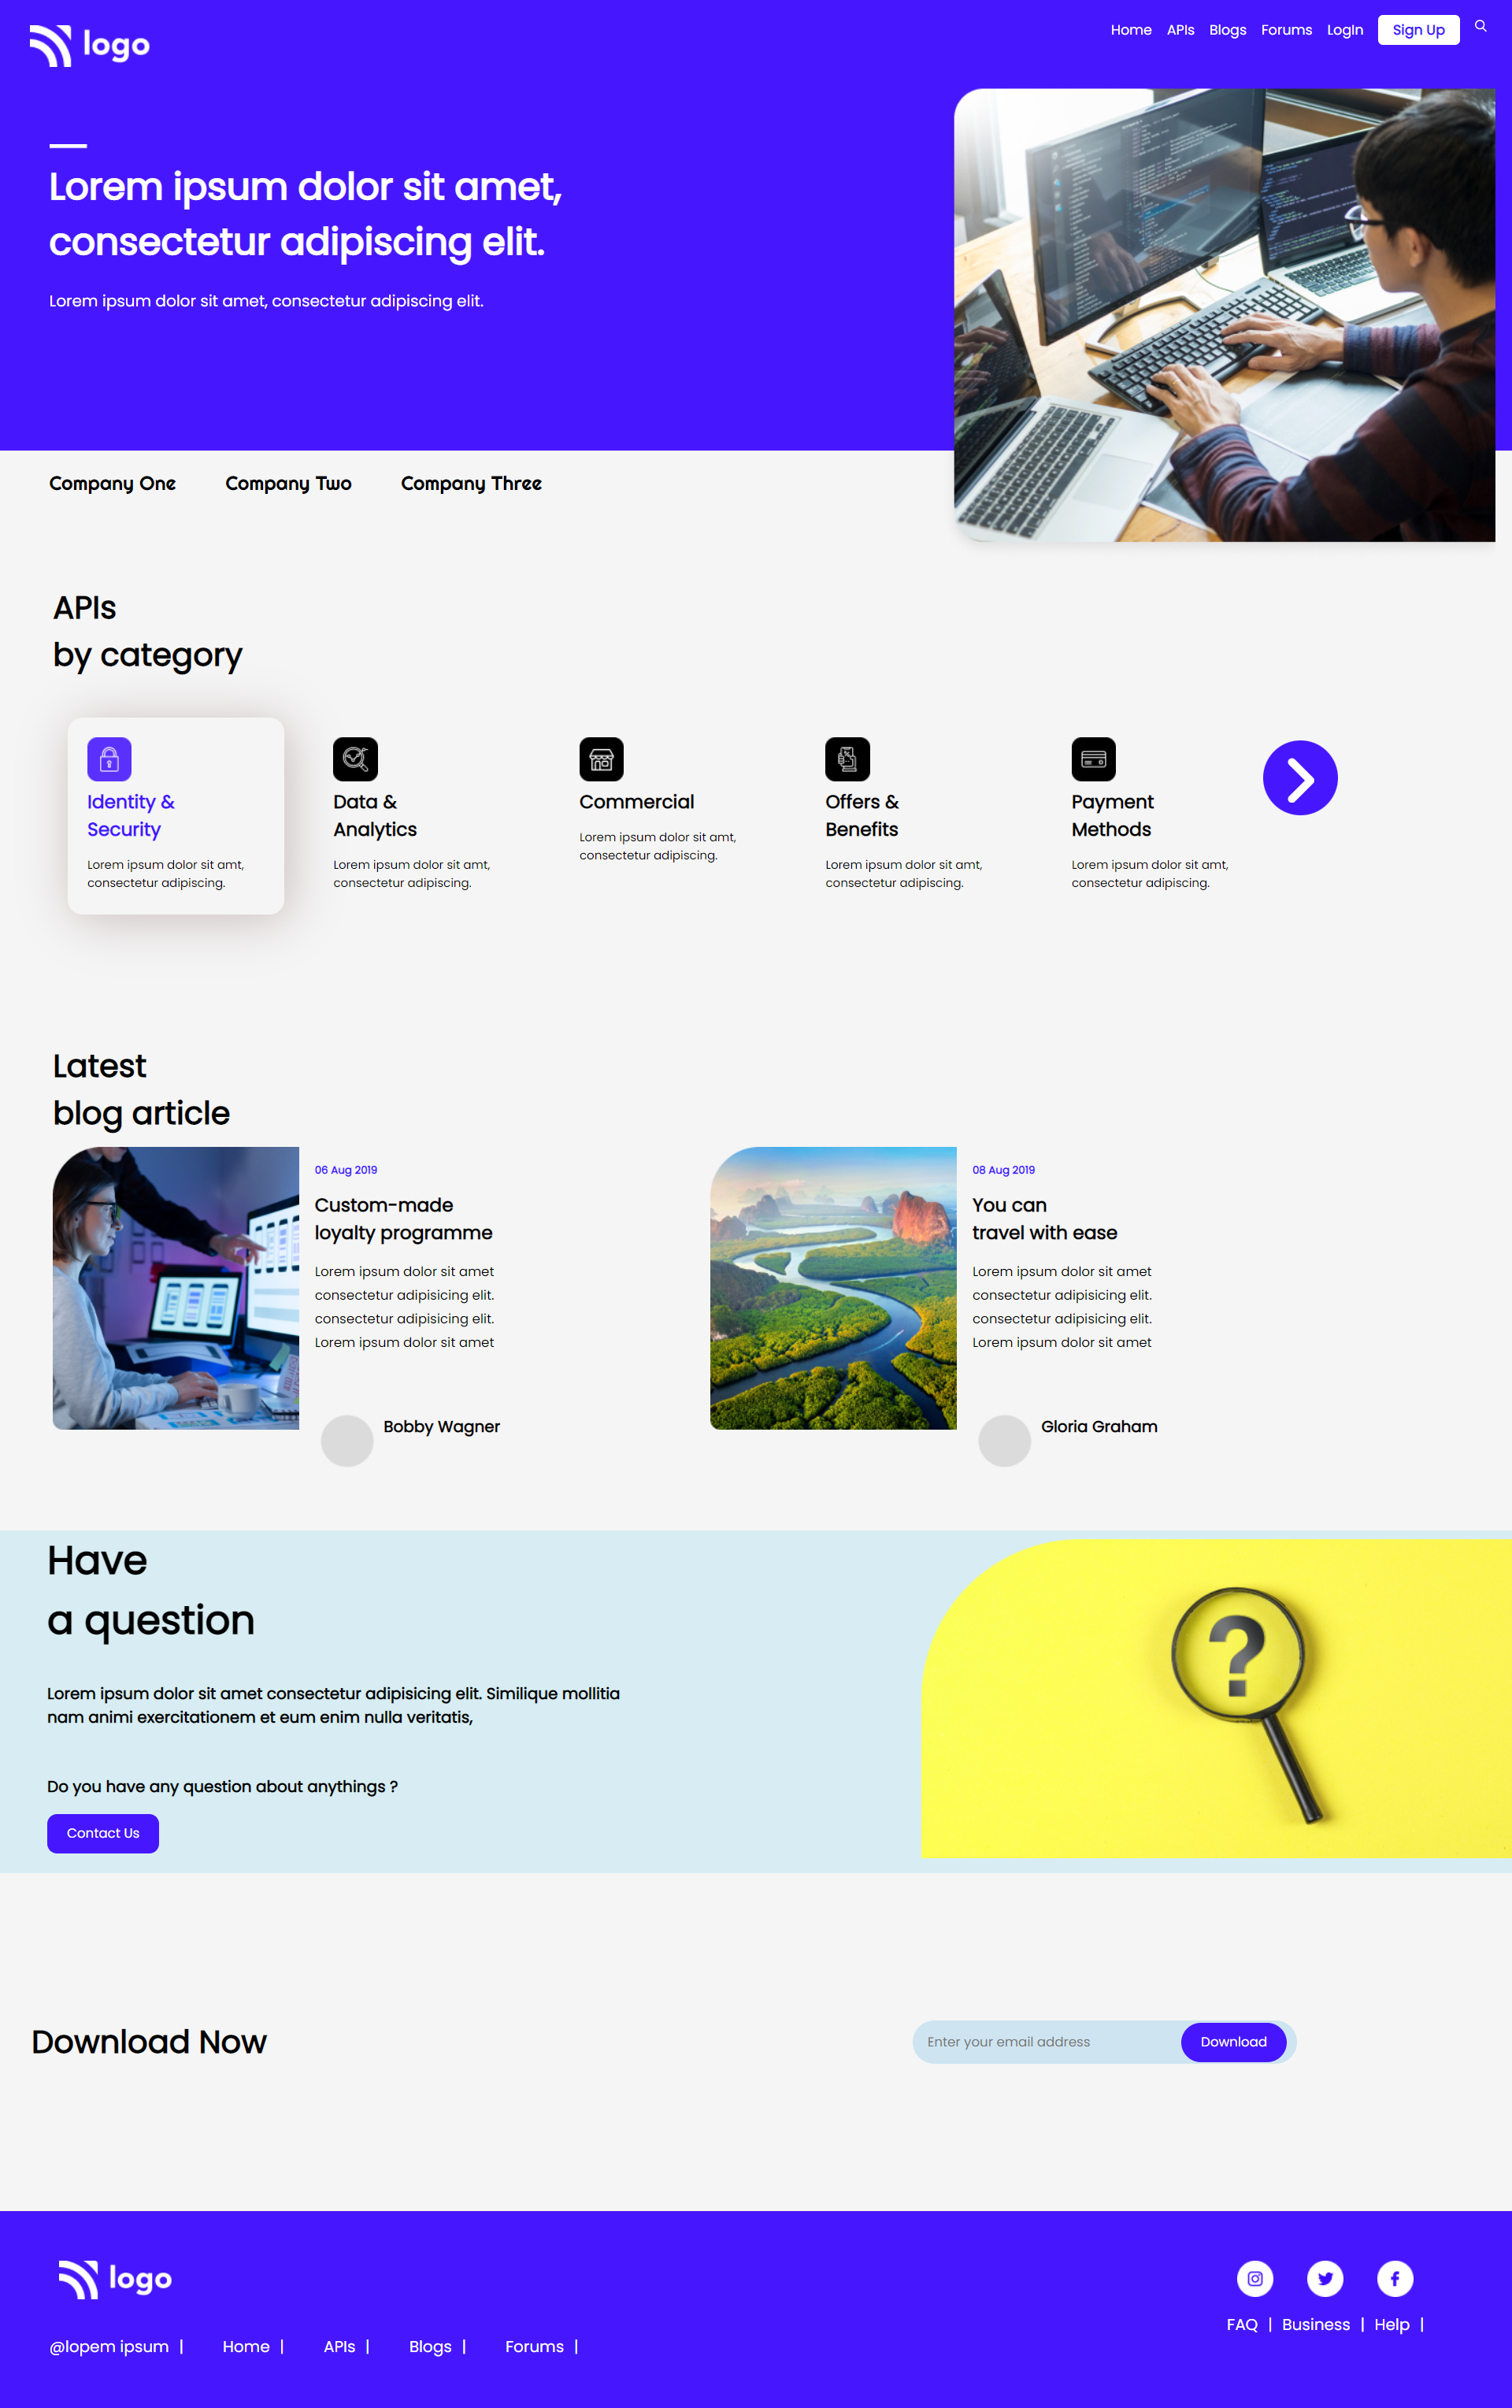 logo
Home APIs Blogs Forums LogIn Sign Up
Lorem ipsum dolor sit amet,
consectetur adipiscing elit.
Lorem ipsum dolor sit amet, consectetur adipiscing elit.
Company One Company Two Company Three
APIs
by category
Identity &
Security
Lorem ipsum dolor sit amt,
consectetur adipiscing.
Data &
Analytics
Lorem ipsum dolor sit amt,
consectetur adipiscing.
Commercial
Lorem ipsum dolor sit amt,
consectetur adipiscing.
Offers &
Benefits
Lorem ipsum dolor sit amt,
consectetur adipiscing.
Payment
Methods
Lorem ipsum dolor sit amt,
consectetur adipiscing.
Latest
blog article
06 Aug 2019
Custom-made
loyalty programme
Lorem ipsum dolor sit amet
consectetur adipisicing elit.
consectetur adipisicing elit.
Lorem ipsum dolor sit amet
Bobby Wagner
08 Aug 2019
You can
travel with ease
Lorem ipsum dolor sit amet
consectetur adipisicing elit.
consectetur adipisicing elit.
Lorem ipsum dolor sit amet
Gloria Graham
Have
a question
Lorem ipsum dolor sit amet consectetur adipisicing elit. Similique mollitia
nam animi exercitationem et eum enim nulla veritatis,
Do you have any question about anythings ?
Contact Us
?
Download Now
Enter your email address
Download
logo
@lopem ipsum | Home | APIs | Blogs | Forums |
FAQ | Business | Help |